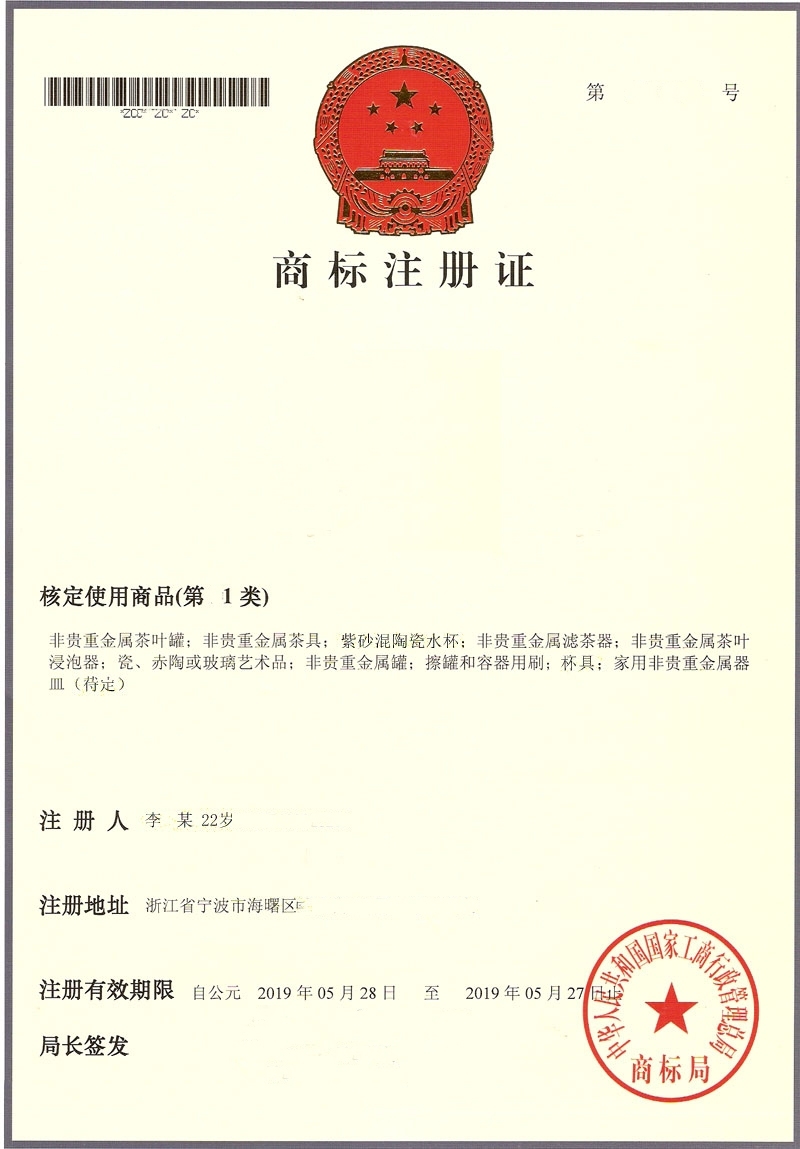 第 号
*ZCC* *ZC*' ZC*
商标注册证
核定使用商品(第 1 类)
非贵重金属茶叶罐；非贵重金属茶具；紫砂混陶瓷水杯；非贵重金属滤茶器；非贵重金属茶叶
浸泡器；瓷、赤陶或玻璃艺术品；非贵重金属罐；擦罐和容器用刷；杯具；家用非贵重金属器
皿（荐定）
注 册 人 李 某 22岁
注册地址 浙江省宁波市海曙区
注册有效期限 自公元 2019 年 05 月 28 日 至 2019 年 05 月 27 日止
局长签发
中华人民共和国国家工商行政管理总局
商标局